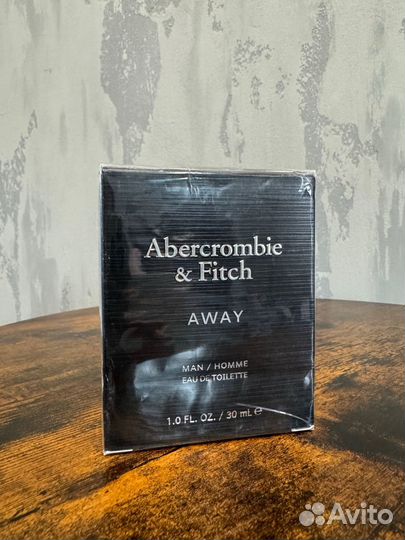 Abercrombie
& Fitch
AWAY
MAN / HOMME
EAU DE TOILETTE
1.0 FL. OZ. / 30 mL ℮
Avito